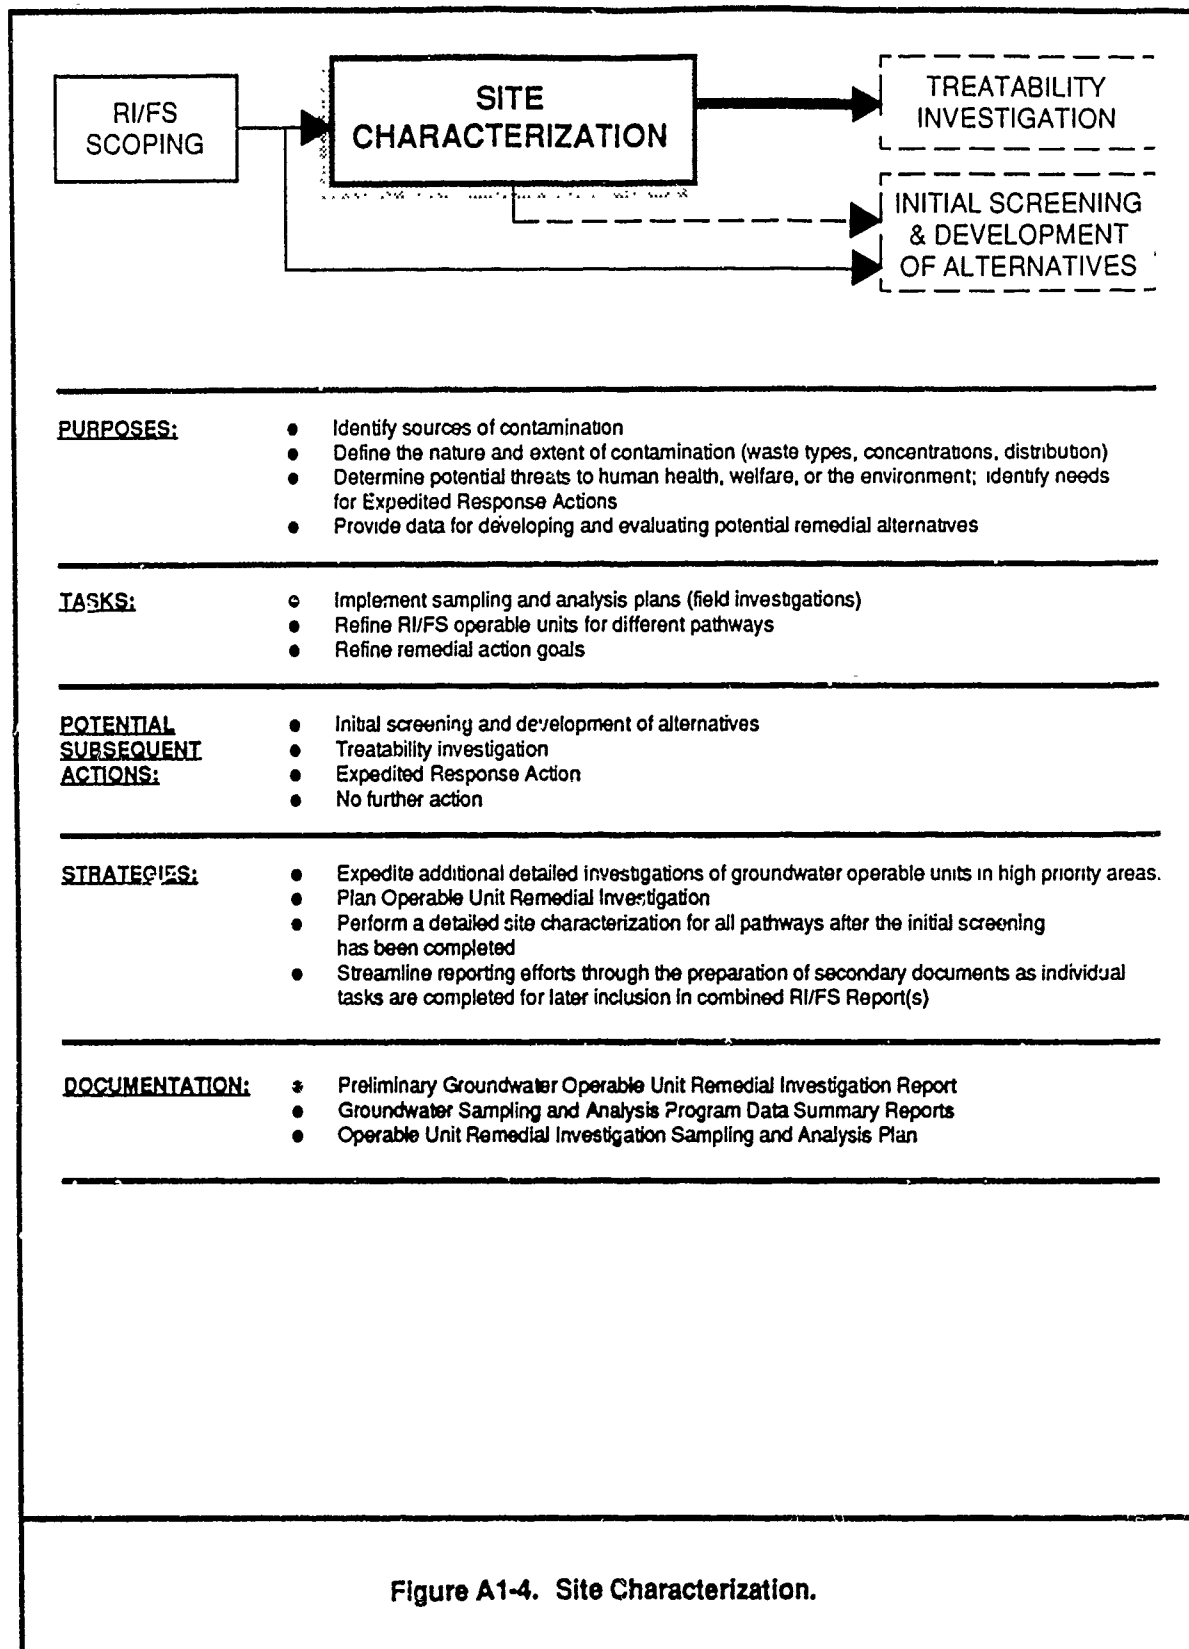 RI/FS
SCOPING
SITE
CHARACTERIZATION
TREATABILITY
INVESTIGATION
INITIAL SCREENING
& DEVELOPMENT
OF ALTERNATIVES
PURPOSES:
● Identify sources of contamination
● Define the nature and extent of contamination (waste types, concentrations, distribution)
● Determine potential threats to human health, welfare, or the environment; identify needs
for Expedited Response Actions
● Provide data for developing and evaluating potential remedial alternatives
TASKS:
● Implement sampling and analysis plans (field investigations)
● Refine RI/FS operable units for different pathways
● Refine remedial action goals
POTENTIAL
SUBSEQUENT
ACTIONS:
● Initial screening and development of alternatives
● Treatability investigation
● Expedited Response Action
● No further action
STRATEGIES:
● Expedite additional detailed investigations of groundwater operable units in high priority areas.
● Plan Operable Unit Remedial Investigation
● Perform a detailed site characterization for all pathways after the initial screening
has been completed
● Streamline reporting efforts through the preparation of secondary documents as individual
tasks are completed for later inclusion in combined RI/FS Report(s)
DOCUMENTATION:
● Preliminary Groundwater Operable Unit Remedial Investigation Report
● Groundwater Sampling and Analysis Program Data Summary Reports
● Operable Unit Remedial Investigation Sampling and Analysis Plan
Figure A1-4. Site Characterization.